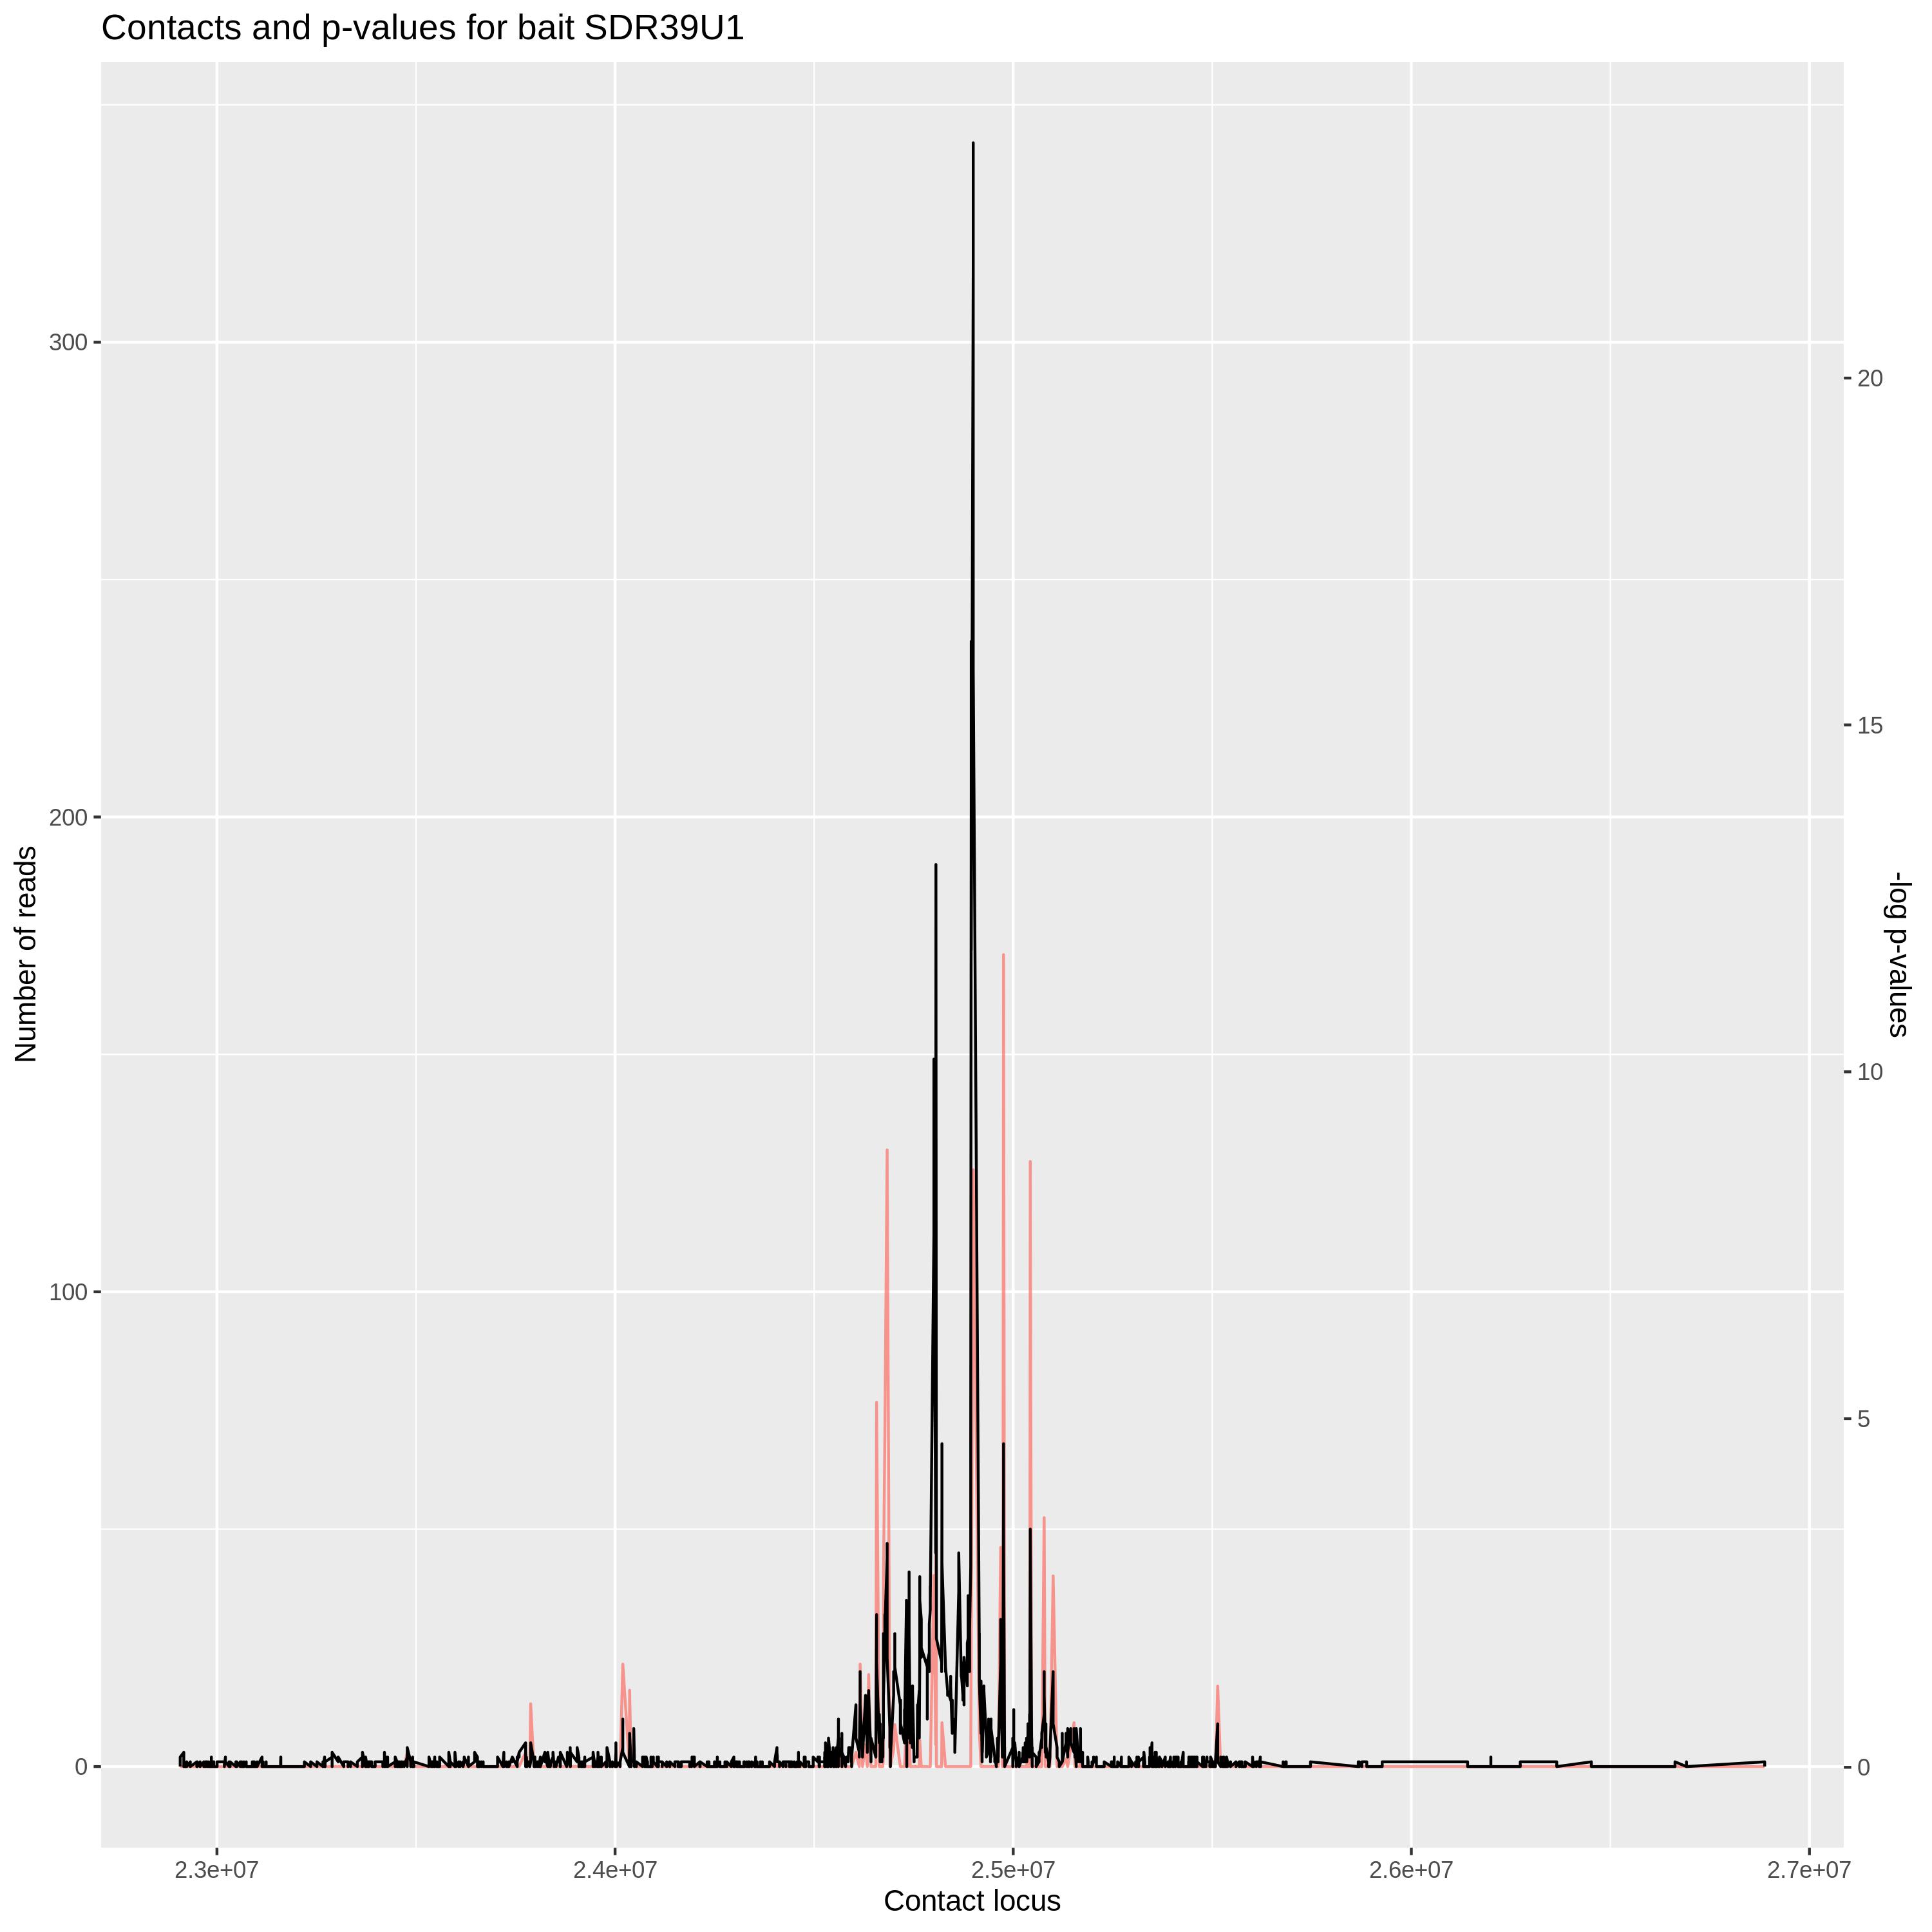 Contacts and p-values for bait SDR39U1
300
200
100
0
Number of reads
20
15
10
5
0
-log p-values
2.3e+07 2.4e+07 2.5e+07 2.6e+07 2.7e+07
Contact locus